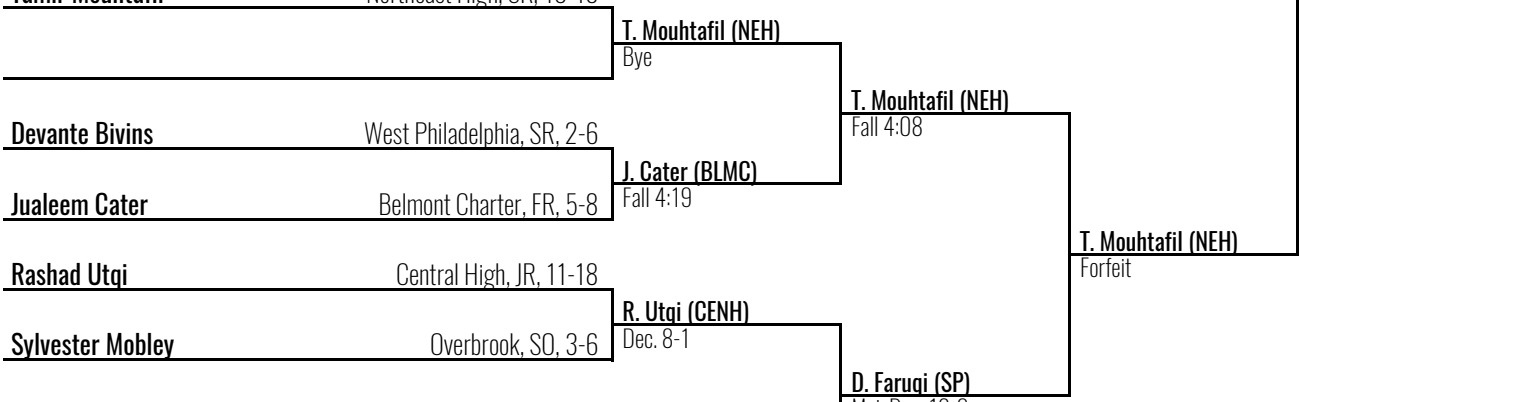 T. Mouhtafil (NEH)
Bye
T. Mouhtafil (NEH)
Fall 4:08
Devante Bivins West Philadelphia, SR, 2-6
J. Cater (BLMC)
Fall 4:19
Jualeem Cater Belmont Charter, FR, 5-8
T. Mouhtafil (NEH)
Forfeit
Rashad Utqi Central High, JR, 11-18
R. Utqi (CENH)
Dec. 8-1
Sylvester Mobley Overbrook, SO, 3-6
D. Faruqi (SP)